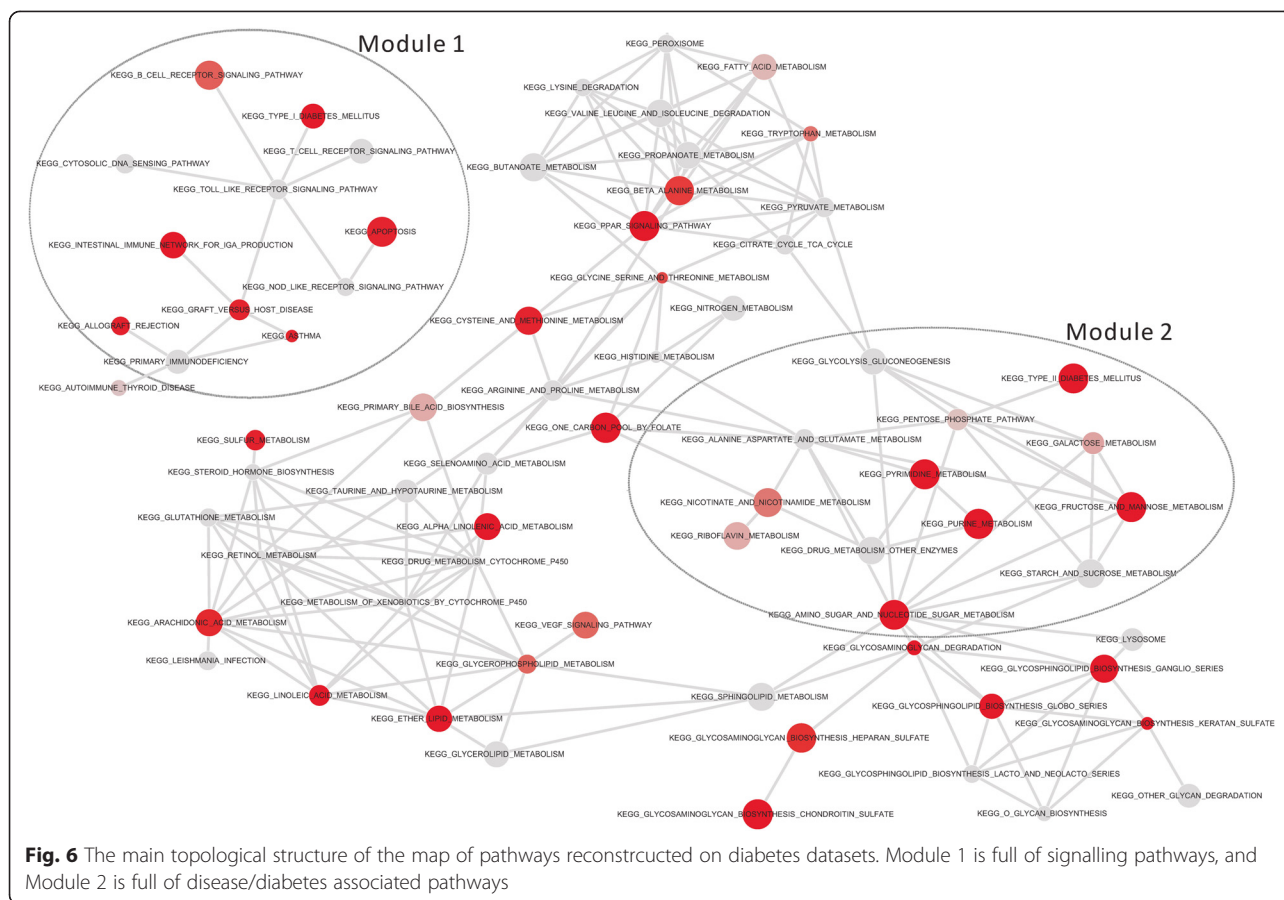 Module 1
KEGG_B_CELL_RECEPTOR_SIGNALING_PATHWAY
KEGG_TYPE_I_DIABETES_MELLITUS
KEGG_T_CELL_RECEPTOR_SIGNALING_PATHWAY
KEGG_CYTOSOLIC_DNA_SENSING_PATHWAY
KEGG_TOLL_LIKE_RECEPTOR_SIGNALING_PATHWAY
KEGG_APOPTOSIS
KEGG_INTESTINAL_IMMUNE_NETWORK_FOR_IGA_PRODUCTION
KEGG_NOD_LIKE_RECEPTOR_SIGNALING_PATHWAY
KEGG_GRAFT_VERSUS_HOST_DISEASE
KEGG_ALLOGRAFT_REJECTION
KEGG_ASTHMA
KEGG_PRIMARY_IMMUNODEFICIENCY
KEGG_AUTOIMMUNE_THYROID_DISEASE
KEGG_PEROXISOME
KEGG_FATTY_ACID_METABOLISM
KEGG_LYSINE_DEGRADATION
KEGG_VALINE_LEUCINE_AND_ISOLEUCINE_DEGRADATION
KEGG_TRYPTOPHAN_METABOLISM
KEGG_PROPANOATE_METABOLISM
KEGG_BUTANOATE_METABOLISM
KEGG_BETA_ALANINE_METABOLISM
KEGG_PYRUVATE_METABOLISM
KEGG_PPAR_SIGNALING_PATHWAY
KEGG_CITRATE_CYCLE_TCA_CYCLE
KEGG_GLYCINE_SERINE_AND_THREONINE_METABOLISM
KEGG_NITROGEN_METABOLISM
KEGG_CYSTEINE_AND_METHIONINE_METABOLISM
KEGG_HISTIDINE_METABOLISM
KEGG_ARGININE_AND_PROLINE_METABOLISM
KEGG_PRIMARY_BILE_ACID_BIOSYNTHESIS
KEGG_ONE_CARBON_POOL_BY_FOLATE
Module 2
KEGG_GLYCOLYSIS_GLUCONEOGENESIS
KEGG_TYPE_II_DIABETES_MELLITUS
KEGG_PENTOSE_PHOSPHATE_PATHWAY
KEGG_ALANINE_ASPARTATE_AND_GLUTAMATE_METABOLISM
KEGG_GALACTOSE_METABOLISM
KEGG_PYRIMIDINE_METABOLISM
KEGG_NICOTINATE_AND_NICOTINAMIDE_METABOLISM
KEGG_FRUCTOSE_AND_MANNOSE_METABOLISM
KEGG_PURINE_METABOLISM
KEGG_RIBOFLAVIN_METABOLISM
KEGG_DRUG_METABOLISM_OTHER_ENZYMES
KEGG_STARCH_AND_SUCROSE_METABOLISM
KEGG_AMINO_SUGAR_AND_NUCLEOTIDE_SUGAR_METABOLISM
KEGG_SULFUR_METABOLISM
KEGG_SELENOAMINO_ACID_METABOLISM
KEGG_STEROID_HORMONE_BIOSYNTHESIS
KEGG_TAURINE_AND_HYPOTAURINE_METABOLISM
KEGG_GLUTATHIONE_METABOLISM
KEGG_ALPHA_LINOLENIC_ACID_METABOLISM
KEGG_RETINOL_METABOLISM
KEGG_DRUG_METABOLISM_CYTOCHROME_P450
KEGG_METABOLISM_OF_XENOBIOTICS_BY_CYTOCHROME_P450
KEGG_ARACHIDONIC_ACID_METABOLISM
KEGG_VEGF_SIGNALING_PATHWAY
KEGG_LEISHMANIA_INFECTION
KEGG_GLYCEROPHOSPHOLIPID_METABOLISM
KEGG_LINOLEIC_ACID_METABOLISM
KEGG_ETHER_LIPID_METABOLISM
KEGG_GLYCEROLIPID_METABOLISM
KEGG_LYSOSOME
KEGG_GLYCOSAMINOGLYCAN_DEGRADATION
KEGG_GLYCOSPHINGOLIPID_BIOSYNTHESIS_GANGLIO_SERIES
KEGG_SPHINGOLIPID_METABOLISM
KEGG_GLYCOSPHINGOLIPID_BIOSYNTHESIS_GLOBO_SERIES
KEGG_GLYCOSAMINOGLYCAN_BIOSYNTHESIS_KERATAN_SULFATE
KEGG_GLYCOSAMINOGLYCAN_BIOSYNTHESIS_HEPARAN_SULFATE
KEGG_GLYCOSPHINGOLIPID_BIOSYNTHESIS_LACTO_AND_NEOLACTO_SERIES
KEGG_OTHER_GLYCAN_DEGRADATION
KEGG_GLYCOSAMINOGLYCAN_BIOSYNTHESIS_CHONDROITIN_SULFATE
KEGG_O_GLYCAN_BIOSYNTHESIS
Fig. 6 The main topological structure of the map of pathways reconstrcucted on diabetes datasets. Module 1 is full of signalling pathways, and
Module 2 is full of disease/diabetes associated pathways